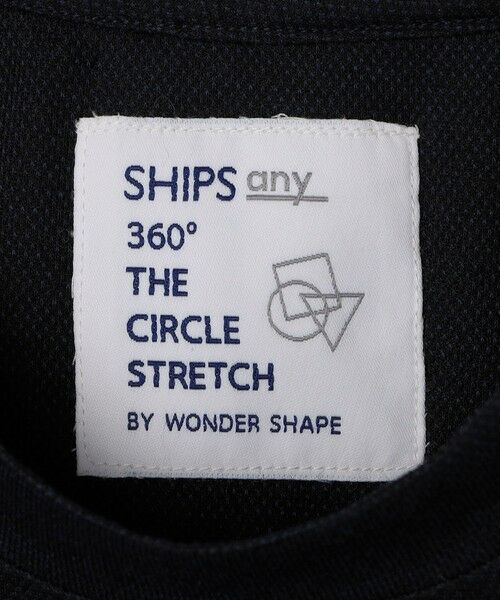 SHIPS any
360°
THE
CIRCLE
STRETCH
BY WONDER SHAPE